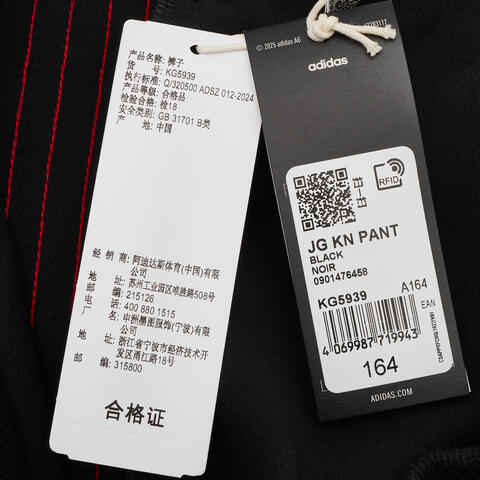 产品名称: 裤子
货 号: KG5939
执行标准: Q/320500 ADSZ 012-2024
产品等级: 合格品
检验合格: 检18
安全类别: GB 31701 B类
产 地: 中国
经 销 商: 阿迪达斯体育(中国)有限
公司
地 址: 苏州工业园区唯胜路508号
邮 编: 215126
电 话: 400 880 1515
厂 名: 申洲墨图服饰(宁波)有限
公司
地 址: 浙江省宁波市经济技术开
发区甬江路18号
邮 编: 315800
合格证
© 2025 adidas AG
adidas
RFID
JG KN PANT
BLACK
NOIR
0901476458
KG5939 A164
EAN
4 069987 719943
164
ADIDAS.COM